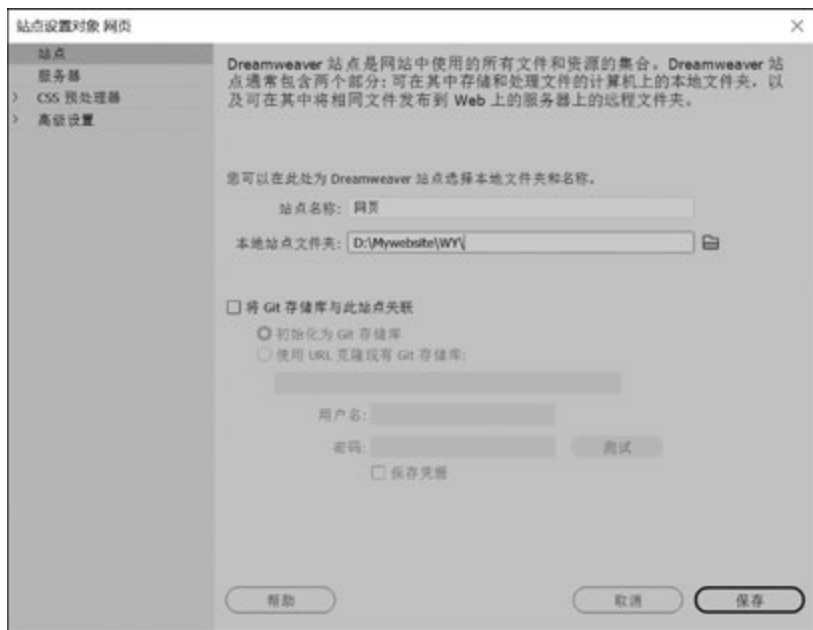 站点设置对象 网页
站点
服务器
CSS 预处理器
高级设置
Dreamweaver 站点是网站中使用的所有文件和资源的集合。Dreamweaver 站
点通常包含两个部分: 可在其中存储和处理文件的计算机上的本地文件夹, 以
及可在其中将相同文件发布到 Web 上的服务器上的远程文件夹。
您可以在此处为 Dreamweaver 站点选择本地文件夹和名称。
站点名称: 网页
本地站点文件夹: D:\Mywebsite\WY\
将 Git 存储库与此站点关联
初始化为 Git 存储库
使用 URL 克隆现有 Git 存储库:
用户名:
密码:
测试
保存凭据
帮助
取消
保存